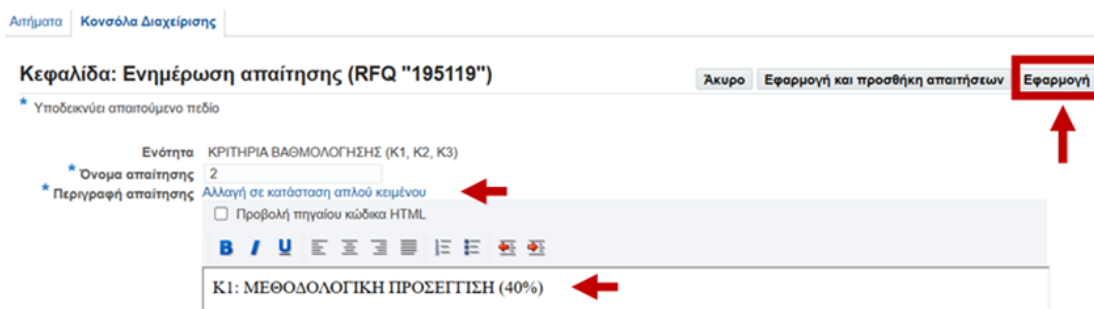 Αιτήματα Κονσόλα Διαχείρισης
Κεφαλίδα: Ενημέρωση απαίτησης (RFQ "195119") Άκυρο Εφαρμογή και προσθήκη απαιτήσεων Εφαρμογή
* Υποδεικνύει απαιτούμενο πεδίο
Ενότητα ΚΡΙΤΗΡΙΑ ΒΑΘΜΟΛΟΓΗΣΗΣ (Κ1, Κ2, Κ3)
* Όνομα απαίτησης 2
* Περιγραφή απαίτησης Αλλαγή σε κατάσταση απλού κειμένου
Προβολή πηγαίου κώδικα HTML
B I U
Κ1: ΜΕΘΟΔΟΛΟΓΙΚΗ ΠΡΟΣΕΓΓΙΣΗ (40%)